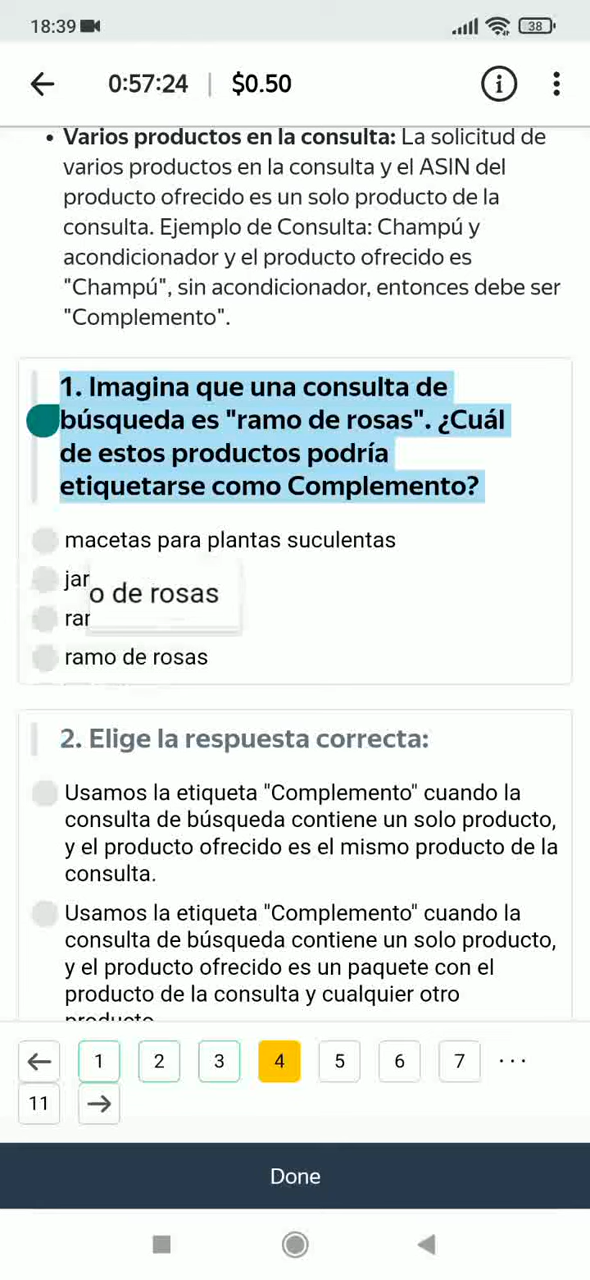 18:39
38
0:57:24 | $0.50
• Varios productos en la consulta: La solicitud de
varios productos en la consulta y el ASIN del
producto ofrecido es un solo producto de la
consulta. Ejemplo de Consulta: Champú y
acondicionador y el producto ofrecido es
"Champú", sin acondicionador, entonces debe ser
"Complemento".
1. Imagina que una consulta de
búsqueda es "ramo de rosas". ¿Cuál
de estos productos podría
etiquetarse como Complemento?
macetas para plantas suculentas
jar
o de rosas
ramo de rosas
2. Elige la respuesta correcta:
Usamos la etiqueta "Complemento" cuando la
consulta de búsqueda contiene un solo producto,
y el producto ofrecido es el mismo producto de la
consulta.
Usamos la etiqueta "Complemento" cuando la
consulta de búsqueda contiene un solo producto,
y el producto ofrecido es un paquete con el
producto de la consulta y cualquier otro
1 2 3 4 5 6 7 ...
11
Done